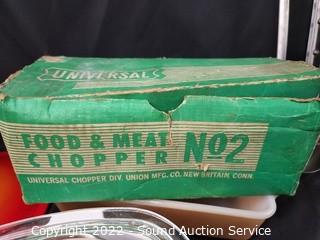 UNIVERSAL
FOOD & MEAT
CHOPPER No2
UNIVERSAL CHOPPER DIV. UNION MFG. CO. NEW BRITAIN, CONN.
Copyright 2022 - Sound Auction Service